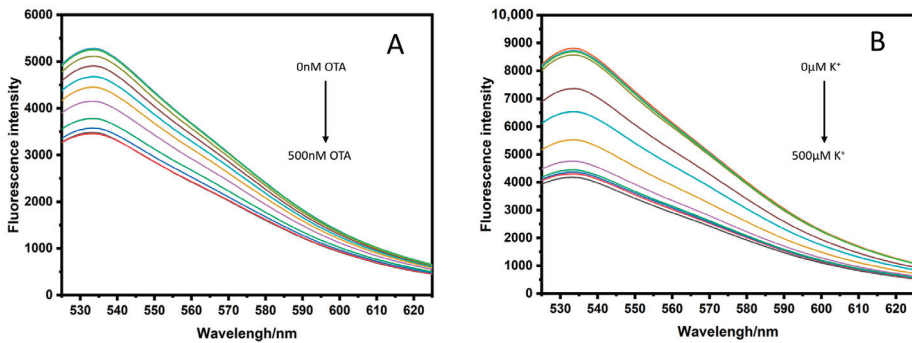 A
0nM OTA
500nM OTA
Fluorescence intensity
6000
5000
4000
3000
2000
1000
0
530 540 550 560 570 580 590 600 610 620
Wavelengh/nm
B
0μM K⁺
500μM K⁺
Fluorescence intensity
10,000
9,000
8000
7000
6000
5000
4000
3000
2000
1000
0
530 540 550 560 570 580 590 600 610 620
Wavelengh/nm